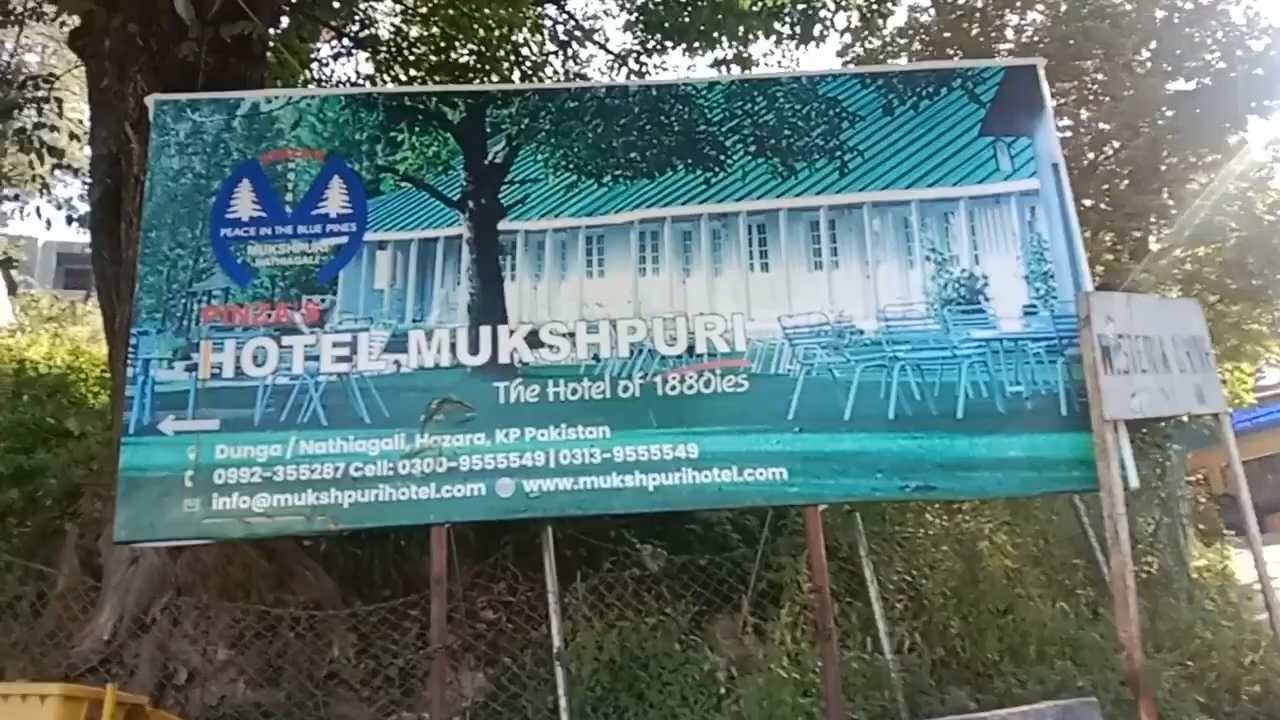 PEACE IN THE BLUE PINES
MUKSHPURI
NATHIAGALI
PINZA'S
HOTEL MUKSHPURI
The Hotel of 1880ies
Dunga / Nathiagali, Hazara, KP Pakistan
0992-355287 Cell: 0300-9555549 | 0313-9555549
info@mukshpurihotel.com www.mukshpurihotel.com